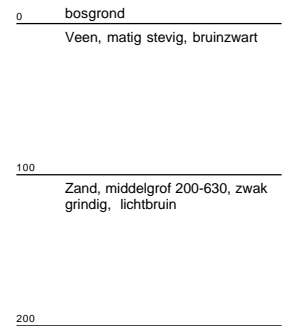 0 bosgrond
Veen, matig stevig, bruinzwart
100
Zand, middelgrof 200-630, zwak
grindig, lichtbruin
200